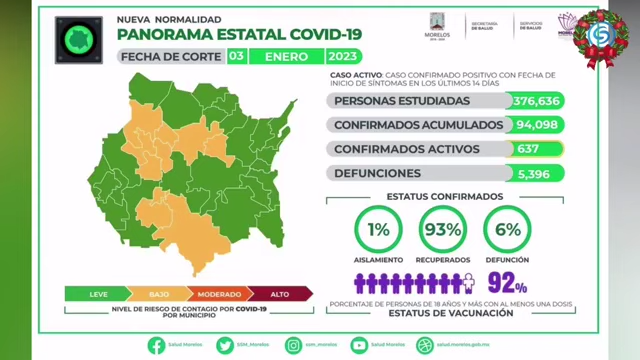 NUEVA NORMALIDAD
PANORAMA ESTATAL COVID-19
FECHA DE CORTE 03 ENERO 2023
MORELOS
SECRETARÍA
DE SALUD
SERVICIOS
DE SALUD
CASO ACTIVO: CASO CONFIRMADO POSITIVO CON FECHA DE
INICIO DE SÍNTOMAS EN LOS ÚLTIMOS 14 DÍAS
PERSONAS ESTUDIADAS 376,636
CONFIRMADOS ACUMULADOS 94,098
CONFIRMADOS ACTIVOS 637
DEFUNCIONES 5,396
ESTATUS CONFIRMADOS
1% 93% 6%
AISLAMIENTO RECUPERADOS DEFUNCIÓN
92%
PORCENTAJE DE PERSONAS DE 18 AÑOS Y MÁS CON AL MENOS UNA DOSIS
ESTATUS DE VACUNACIÓN
LEVE BAJO MODERADO ALTO
NIVEL DE RIESGO DE CONTAGIO POR COVID-19
POR MUNICIPIO
Salud Morelos SSM_Morelos ssm_morelos Salud Morelos salud.morelos.gob.mx